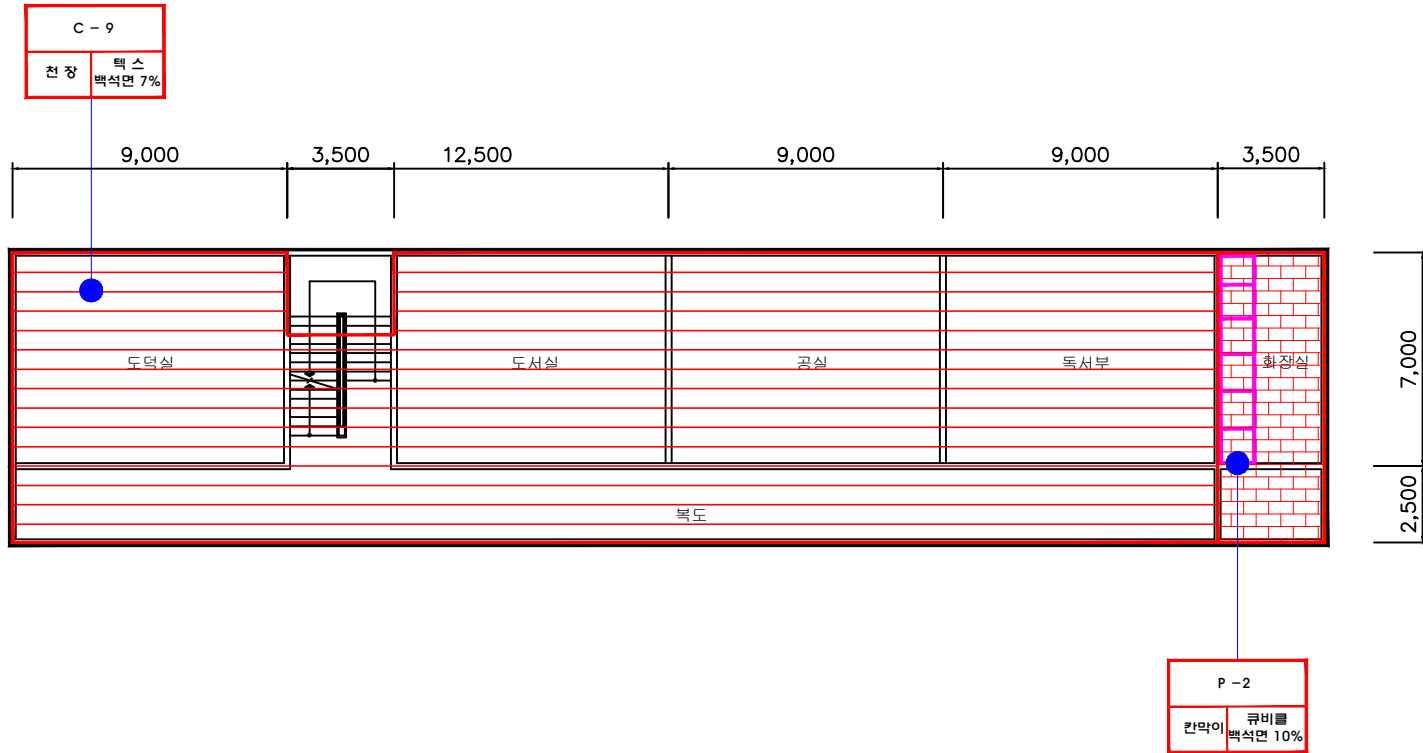 C - 9
천 장
텍 스
백석면 7%
9,000
3,500
12,500
9,000
9,000
3,500
도덕실
도서실
공실
독서부
화장실
7,000
복도
2,500
P -2
칸막이
큐비클
백석면 10%